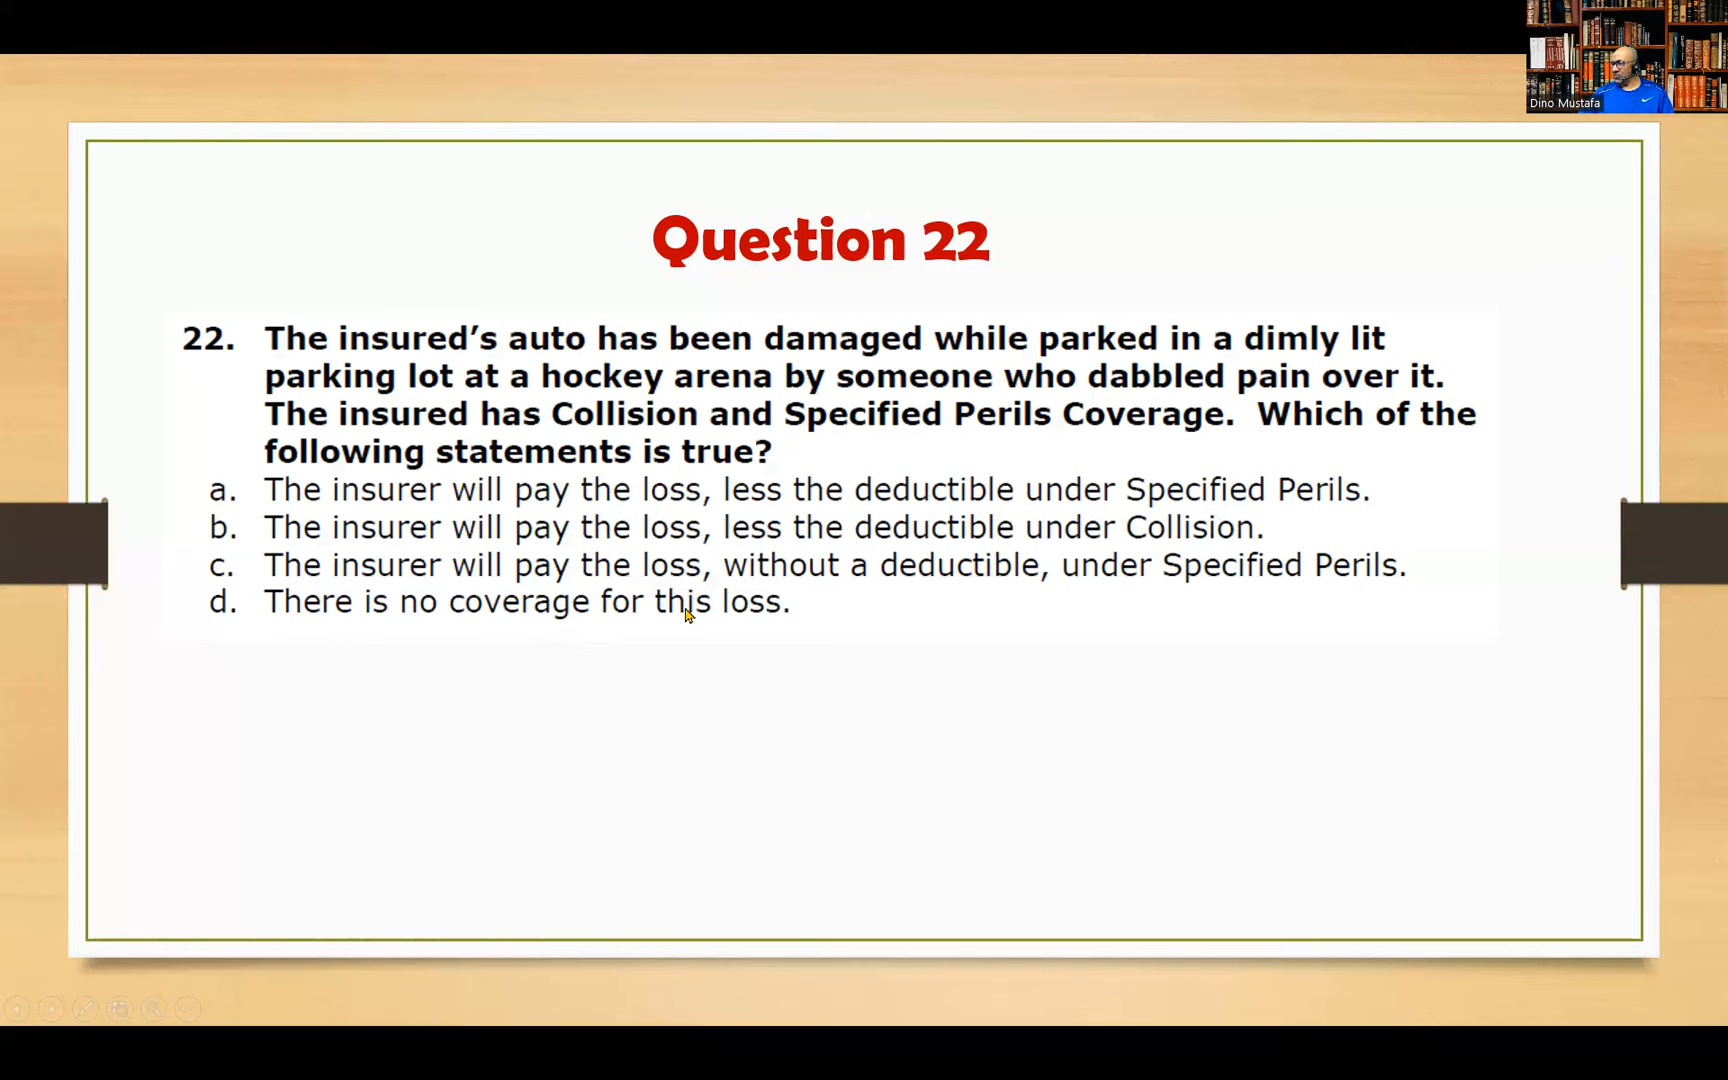 Dino Mustafa
Question 22
22. The insured's auto has been damaged while parked in a dimly lit
parking lot at a hockey arena by someone who dabbled pain over it.
The insured has Collision and Specified Perils Coverage. Which of the
following statements is true?
a. The insurer will pay the loss, less the deductible under Specified Perils.
b. The insurer will pay the loss, less the deductible under Collision.
c. The insurer will pay the loss, without a deductible, under Specified Perils.
d. There is no coverage for this loss.